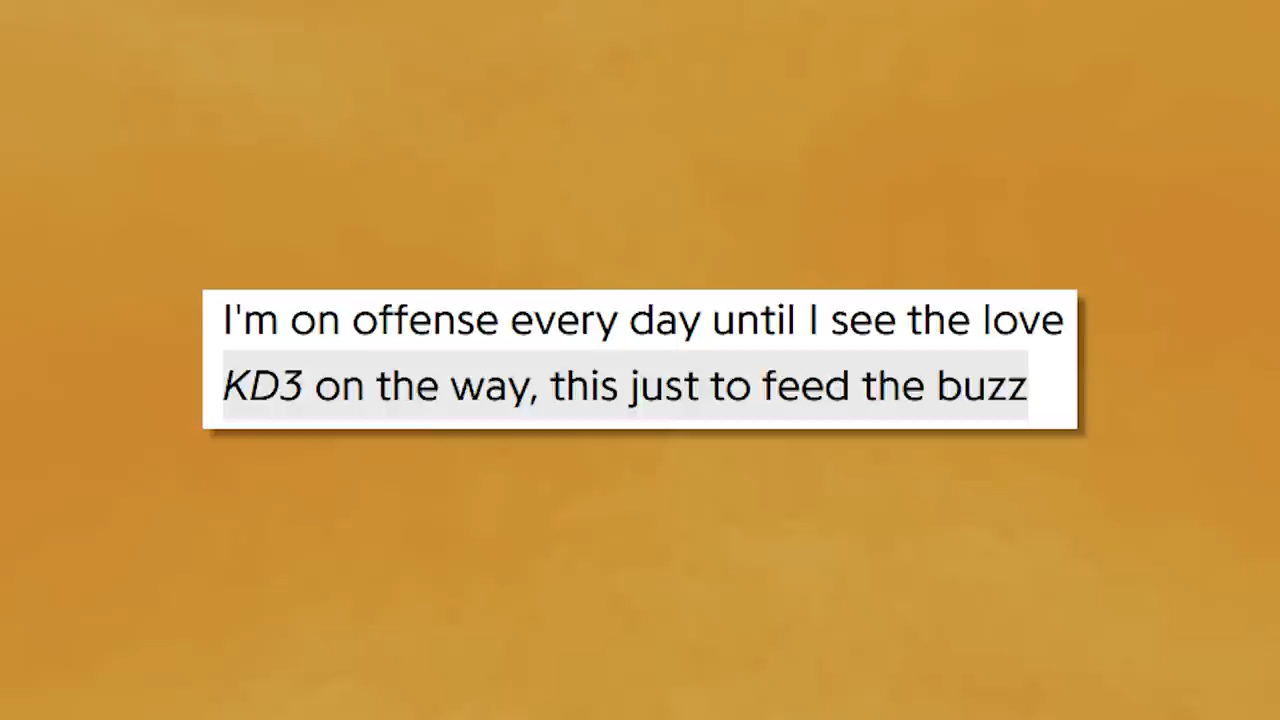 I'm on offense every day until I see the love
KD3 on the way, this just to feed the buzz